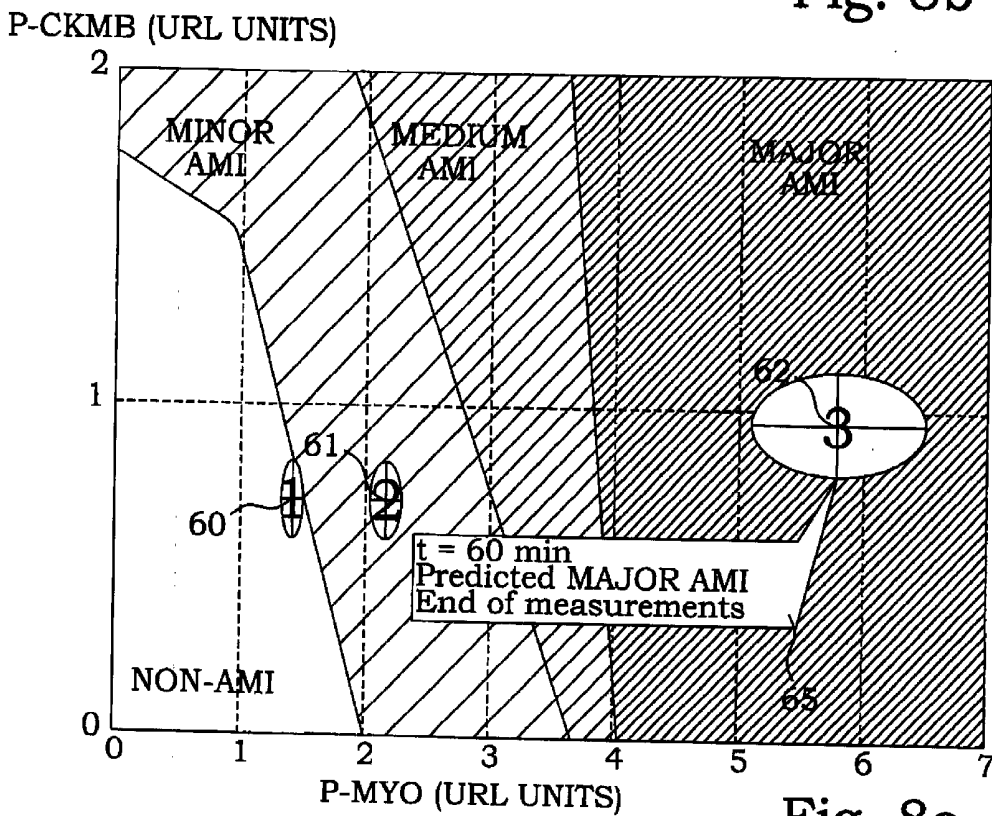 Fig. 8b
P-CKMB (URL UNITS)
2
MINOR
AMI
MEDIUM
AMI
MAJOR
AMI
1
62
3
61
1
2
60
t = 60 min
Predicted MAJOR AMI
End of measurements
NON-AMI
65
0
0 1 2 3 4 5 6 7
P-MYO (URL UNITS)